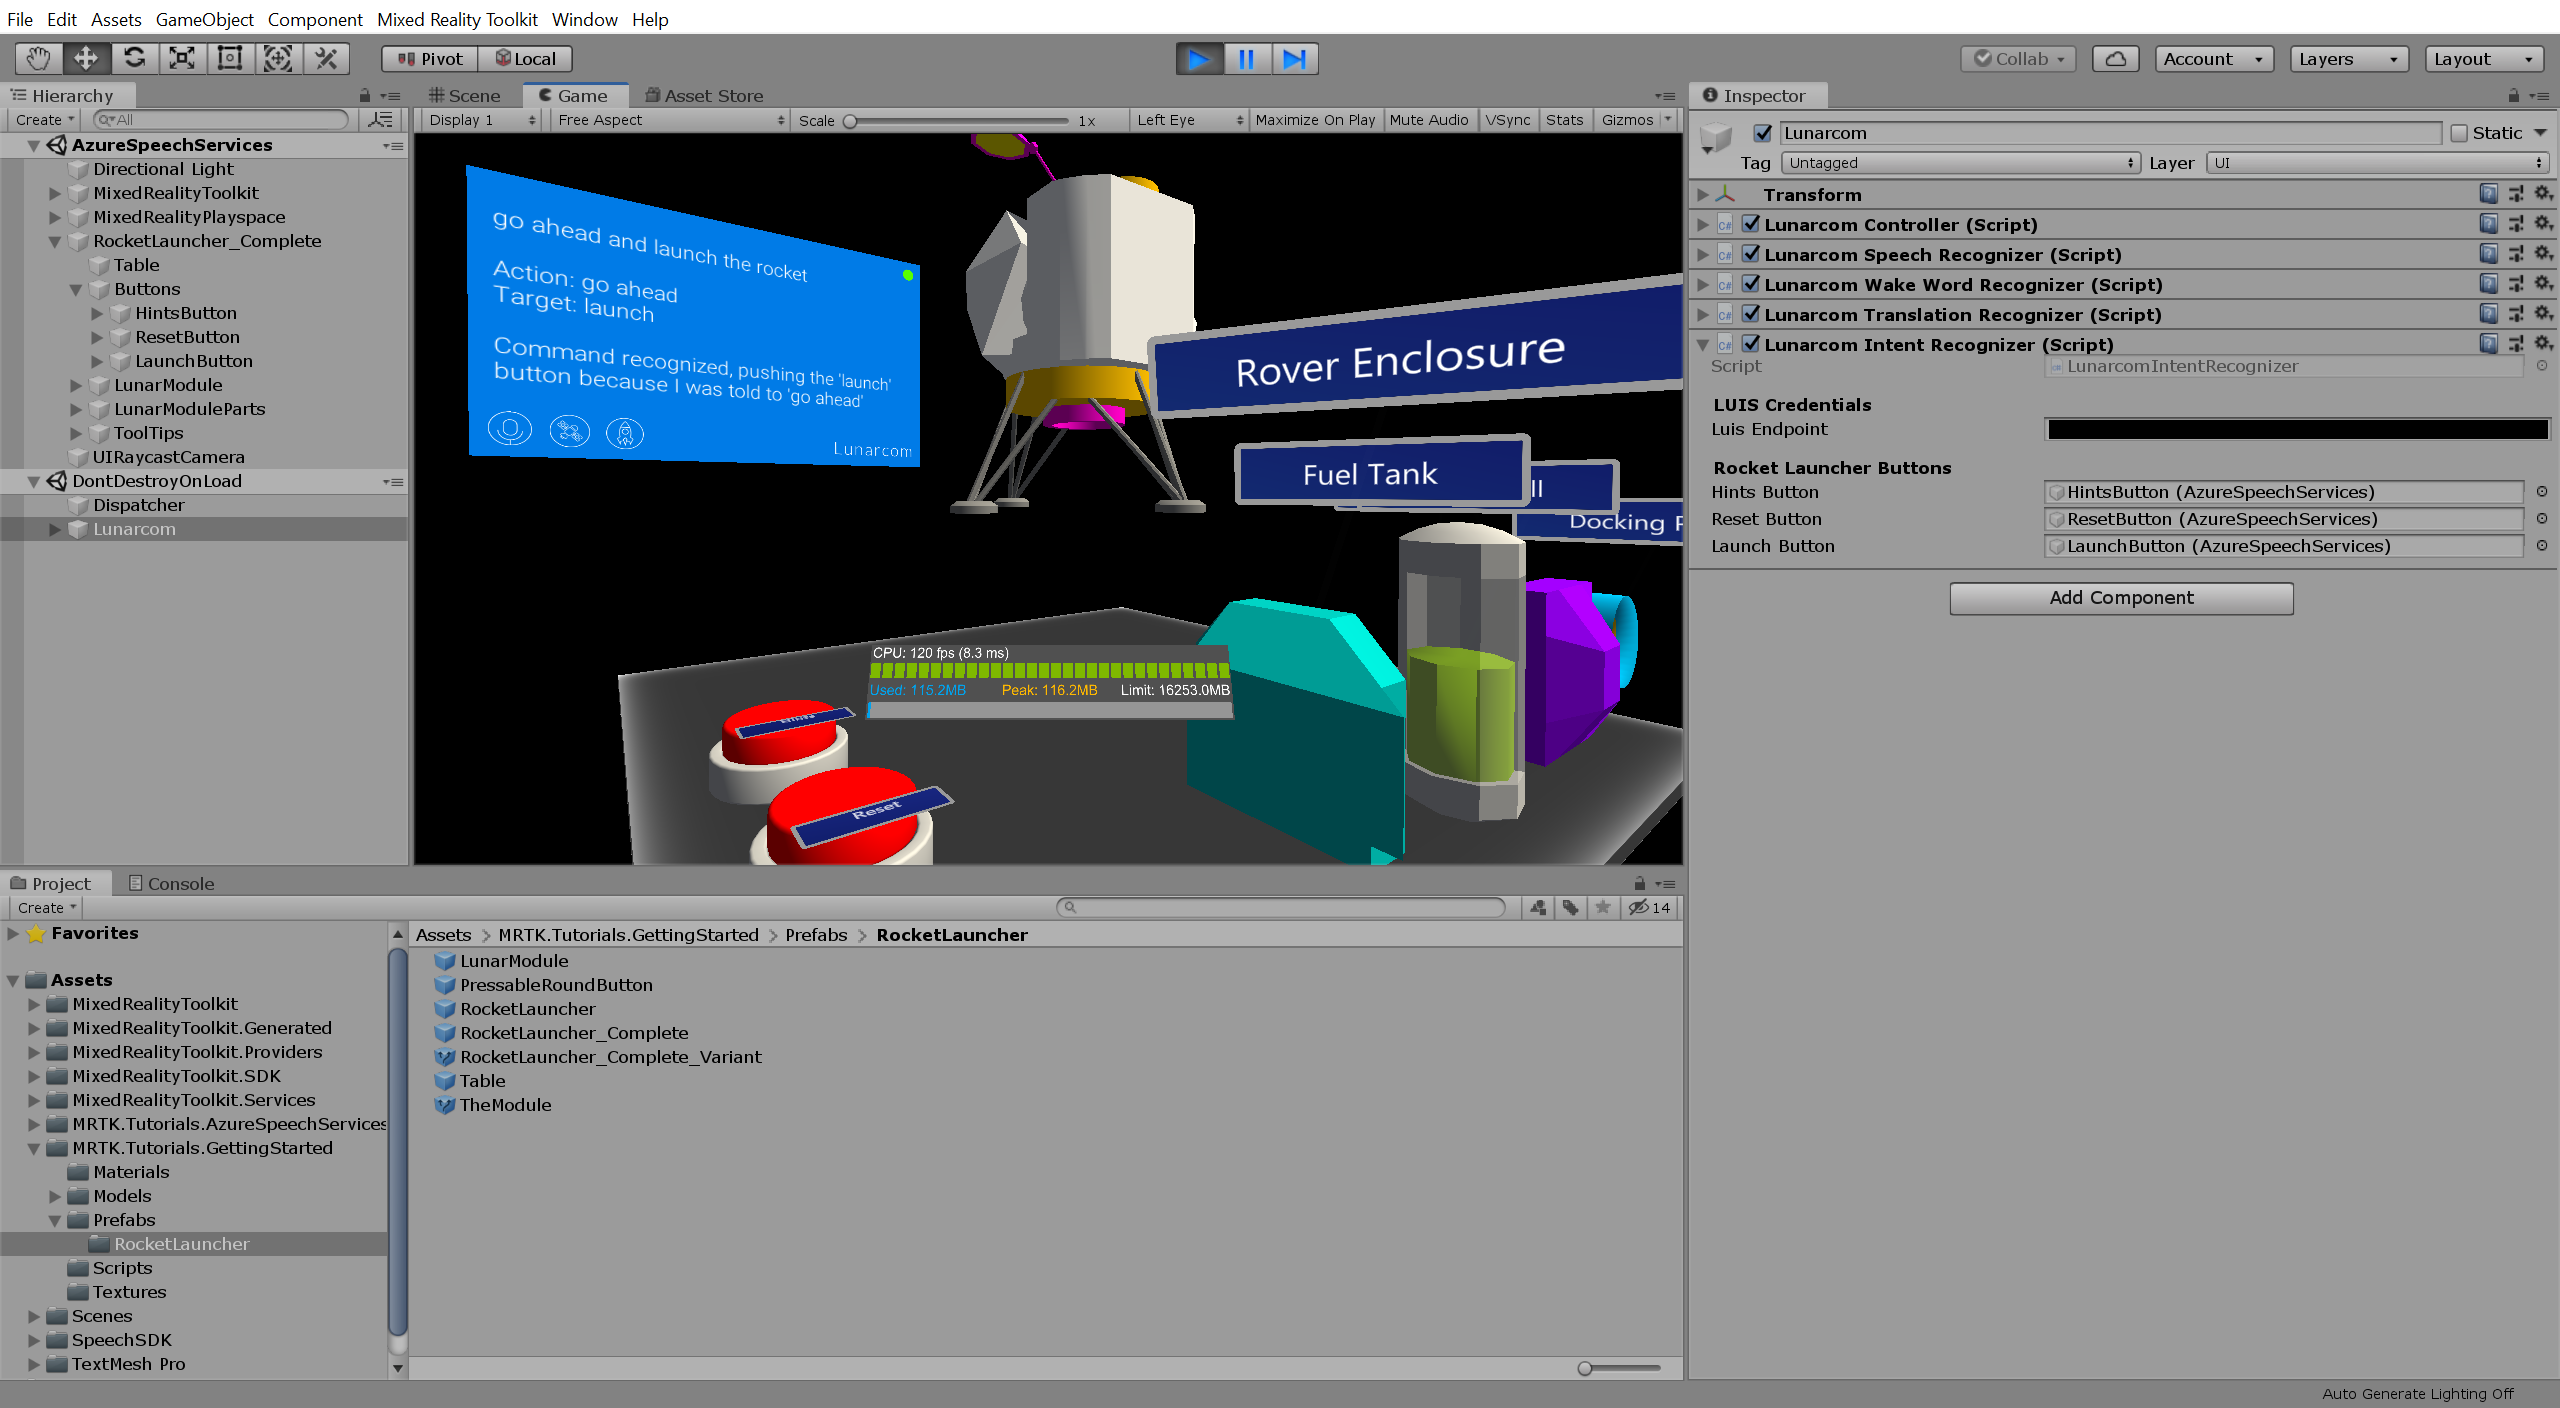 File Edit Assets GameObject Component Mixed Reality Toolkit Window Help
Pivot Local Collab Account Layers Layout
Hierarchy
Create All
AzureSpeechServices
Directional Light
MixedRealityToolkit
MixedRealityPlayspace
RocketLauncher_Complete
Table
Buttons
HintsButton
ResetButton
LaunchButton
LunarModule
LunarModuleParts
ToolTips
UIRaycastCamera
DontDestroyOnLoad
Dispatcher
Lunarcom
Scene Game Asset Store
Display 1 Free Aspect Scale 1x Left Eye Maximize On Play Mute Audio VSync Stats Gizmos
go ahead and launch the rocket
Action: go ahead
Target: launch
Command recognized, pushing the 'launch'
button because I was told to 'go ahead'
Lunarcom
Rover Enclosure
Fuel Tank
ll
Docking
CPU: 120 fps (8.3 ms)
Used: 115.2MB Peak: 116.2MB Limit: 16253.0MB
Reset
Inspector
Lunarcom Static
Tag Untagged Layer UI
Transform
Lunarcom Controller (Script)
Lunarcom Speech Recognizer (Script)
Lunarcom Wake Word Recognizer (Script)
Lunarcom Translation Recognizer (Script)
Lunarcom Intent Recognizer (Script)
Script LunarcomIntentRecognizer
LUIS Credentials
Luis Endpoint
Rocket Launcher Buttons
Hints Button HintsButton (AzureSpeechServices)
Reset Button ResetButton (AzureSpeechServices)
Launch Button LaunchButton (AzureSpeechServices)
Add Component
Project Console
Create 14
Favorites
Assets
MixedRealityToolkit
MixedRealityToolkit.Generated
MixedRealityToolkit.Providers
MixedRealityToolkit.SDK
MixedRealityToolkit.Services
MRTK.Tutorials.AzureSpeechServices
MRTK.Tutorials.GettingStarted
Materials
Models
Prefabs
RocketLauncher
Scripts
Textures
Scenes
SpeechSDK
TextMesh Pro
Assets > MRTK.Tutorials.GettingStarted > Prefabs > RocketLauncher
LunarModule
PressableRoundButton
RocketLauncher
RocketLauncher_Complete
RocketLauncher_Complete_Variant
Table
TheModule
Auto Generate Lighting Off